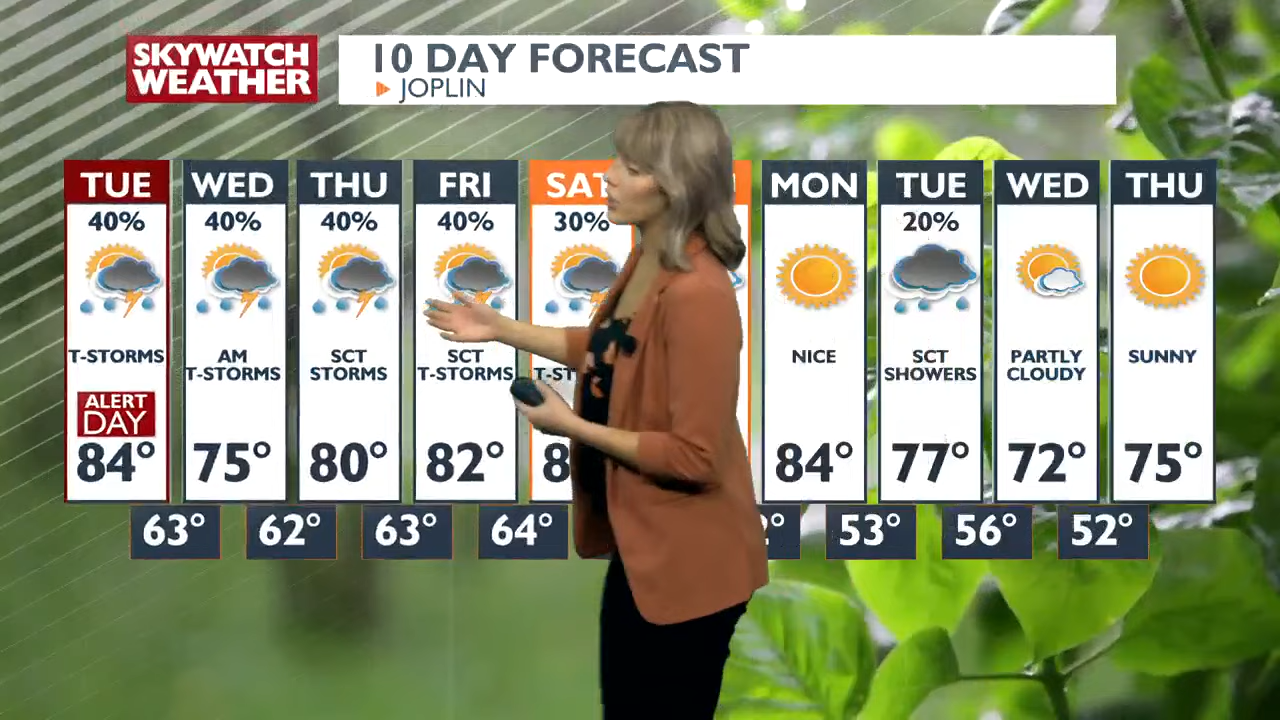 SKYWATCH
WEATHER
10 DAY FORECAST
JOPLIN
TUE
40%
T-STORMS
ALERT
DAY
84°
WED
40%
AM
T-STORMS
75°
THU
40%
SCT
STORMS
80°
FRI
40%
SCT
T-STORMS
82°
SAT
30%
MON
NICE
84°
TUE
20%
SCT
SHOWERS
77°
WED
PARTLY
CLOUDY
72°
THU
SUNNY
75°
63°
62°
63°
64°
53°
56°
52°